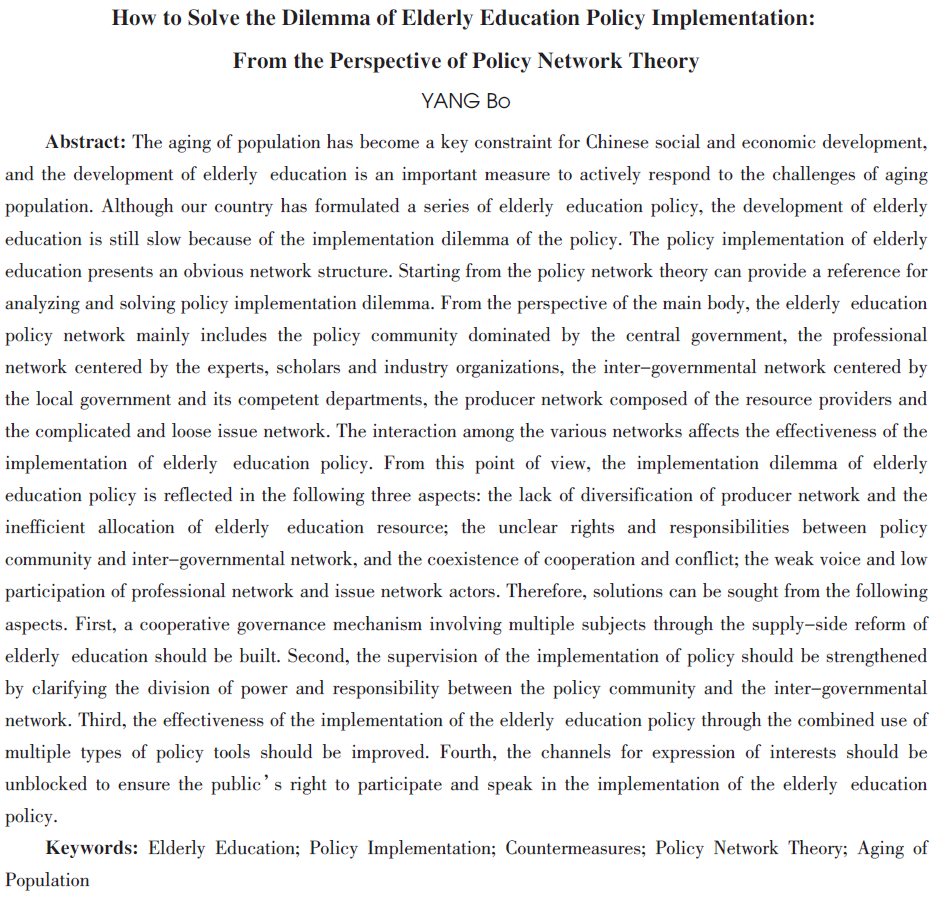 How to Solve the Dilemma of Elderly Education Policy Implementation:
From the Perspective of Policy Network Theory
YANG Bo
Abstract: The aging of population has become a key constraint for Chinese social and economic development,
and the development of elderly education is an important measure to actively respond to the challenges of aging
population. Although our country has formulated a series of elderly education policy, the development of elderly
education is still slow because of the implementation dilemma of the policy. The policy implementation of elderly
education presents an obvious network structure. Starting from the policy network theory can provide a reference for
analyzing and solving policy implementation dilemma. From the perspective of the main body, the elderly education
policy network mainly includes the policy community dominated by the central government, the professional
network centered by the experts, scholars and industry organizations, the inter-governmental network centered by
the local government and its competent departments, the producer network composed of the resource providers and
the complicated and loose issue network. The interaction among the various networks affects the effectiveness of the
implementation of elderly education policy. From this point of view, the implementation dilemma of elderly
education policy is reflected in the following three aspects: the lack of diversification of producer network and the
inefficient allocation of elderly education resource; the unclear rights and responsibilities between policy
community and inter-governmental network, and the coexistence of cooperation and conflict; the weak voice and low
participation of professional network and issue network actors. Therefore, solutions can be sought from the following
aspects. First, a cooperative governance mechanism involving multiple subjects through the supply-side reform of
elderly education should be built. Second, the supervision of the implementation of policy should be strengthened
by clarifying the division of power and responsibility between the policy community and the inter-governmental
network. Third, the effectiveness of the implementation of the elderly education policy through the combined use of
multiple types of policy tools should be improved. Fourth, the channels for expression of interests should be
unblocked to ensure the public's right to participate and speak in the implementation of the elderly education
policy.
Keywords: Elderly Education; Policy Implementation; Countermeasures; Policy Network Theory; Aging of
Population